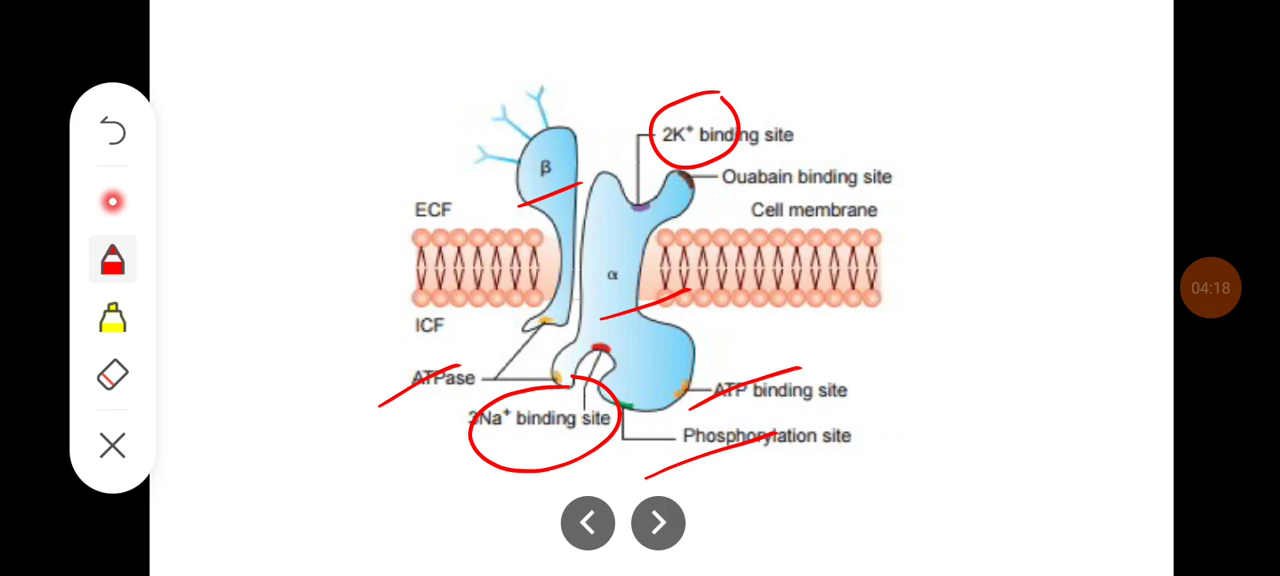 2K⁺ binding site
β
Ouabain binding site
ECF
Cell membrane
α
04:18
ICF
ATPase
ATP binding site
3Na⁺ binding site
Phosphorylation site